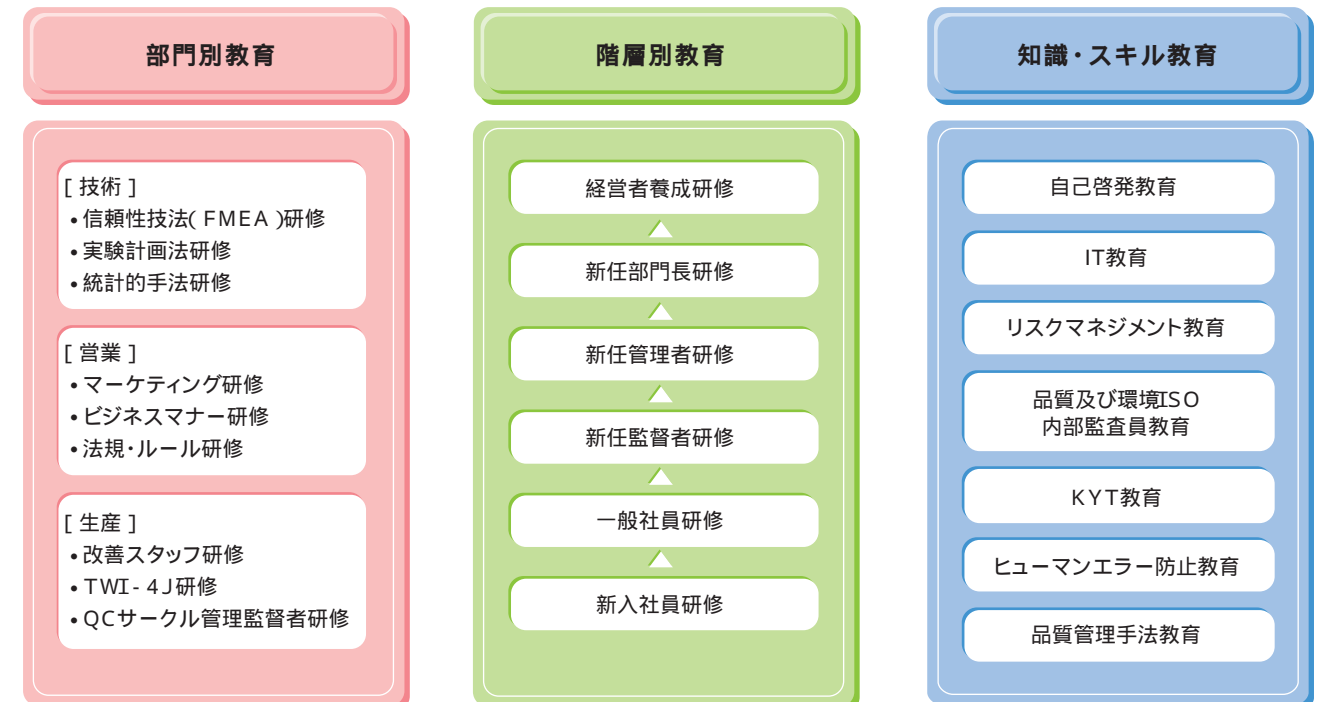 部門別教育
[ 技術 ]
•信頼性技法( FMEA )研修
•実験計画法研修
•統計的手法研修
[ 営業 ]
•マーケティング研修
•ビジネスマナー研修
•法規・ルール研修
[ 生産 ]
•改善スタッフ研修
•TWI- 4J研修
•QCサークル管理監督者研修
階層別教育
経営者養成研修
新任部門長研修
新任管理者研修
新任監督者研修
一般社員研修
新入社員研修
知識・スキル教育
自己啓発教育
IT教育
リスクマネジメント教育
品質及び環境ISO
内部監査員教育
KYT教育
ヒューマンエラー防止教育
品質管理手法教育